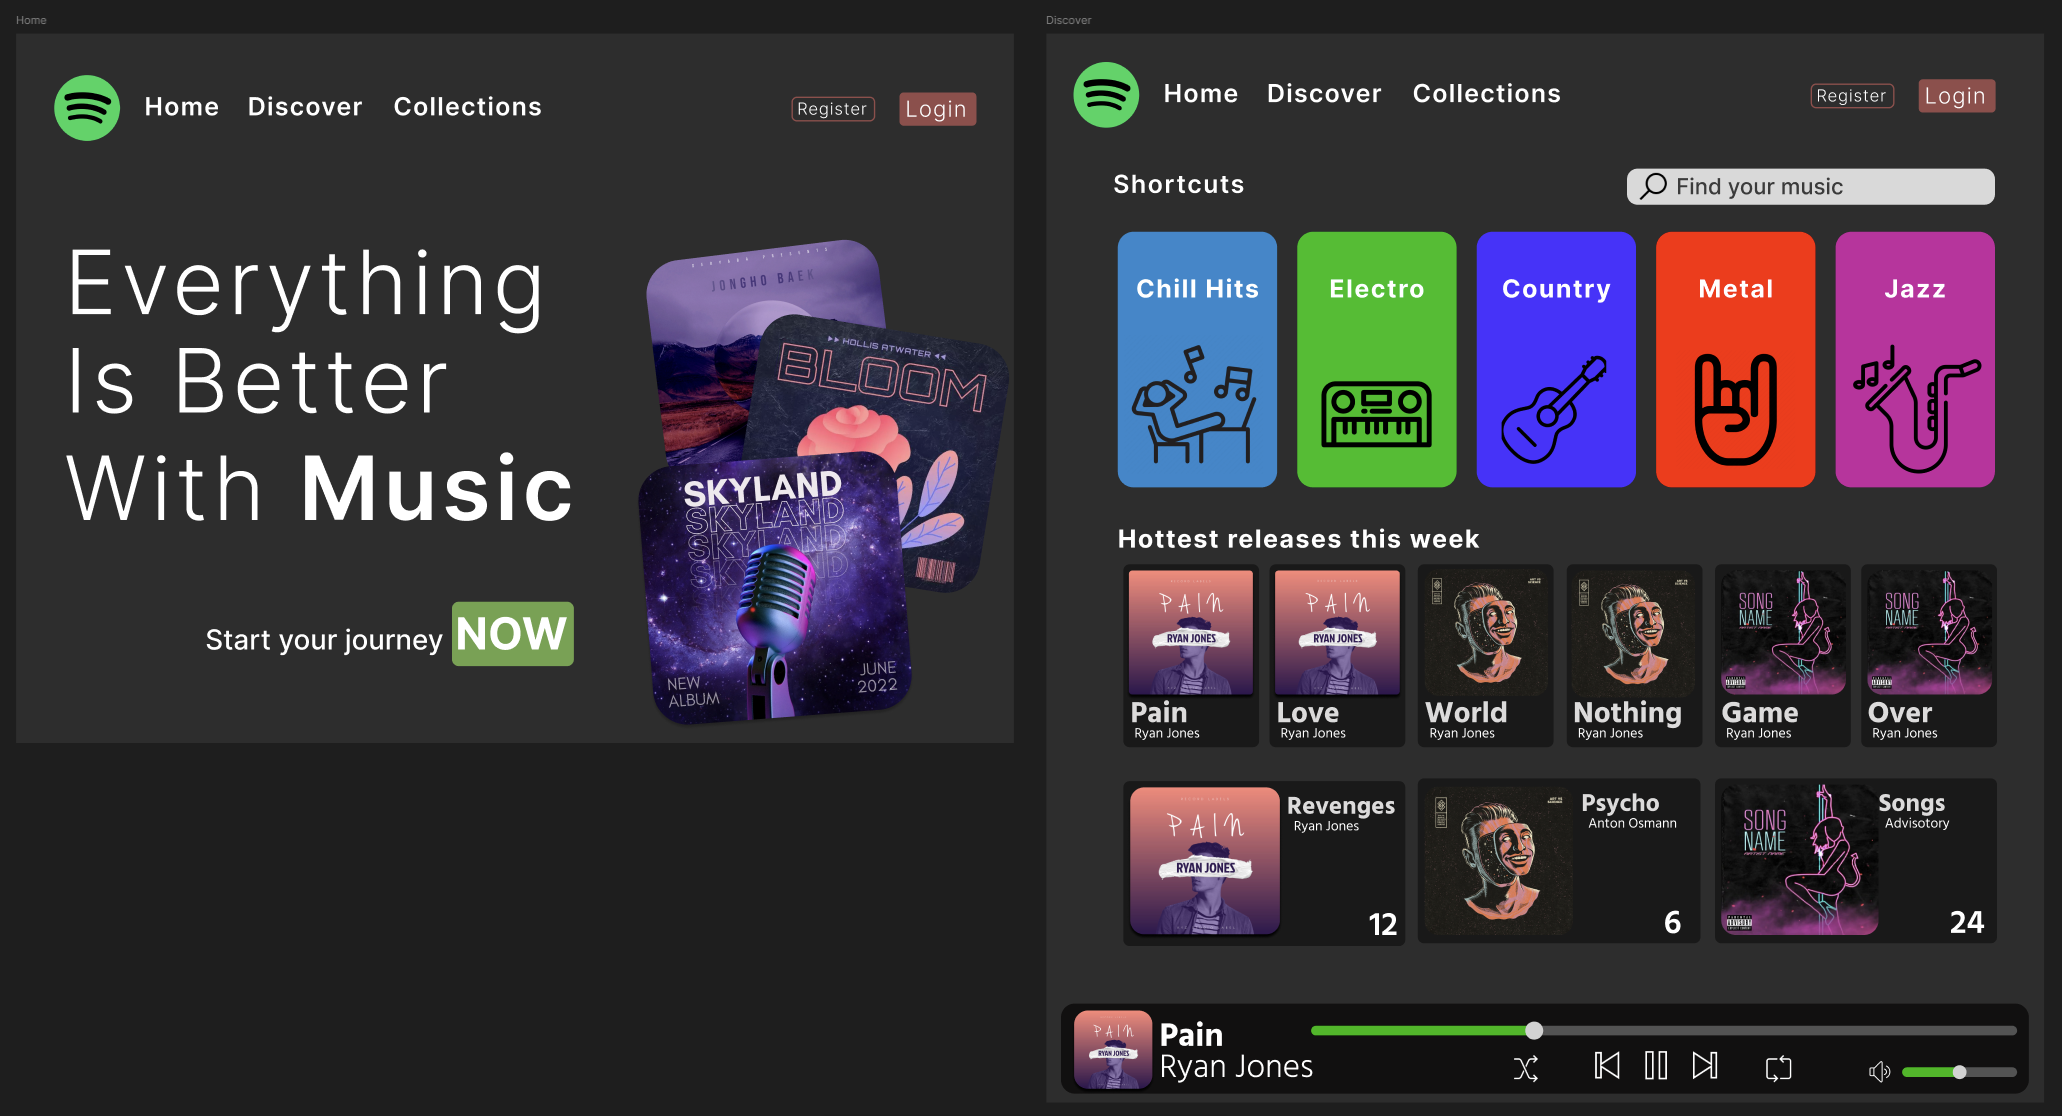 Home
Home
Discover
Collections
Register
Login
Everything
Is Better
With Music
Start your journey NOW
JONGHO BAEK
HOLLIS ATWATER
BLOOM
SKYLAND
SKYLAND
SKYLAND
SKYLAND
NEW
ALBUM
JUNE
2022
Discover
Home
Discover
Collections
Register
Login
Shortcuts
Find your music
Chill Hits
Electro
Country
Metal
Jazz
Hottest releases this week
PAIN
RYAN JONES
Pain
Ryan Jones
PAIN
RYAN JONES
Love
Ryan Jones
World
Ryan Jones
Nothing
Ryan Jones
SONG
NAME
Game
Ryan Jones
SONG
NAME
Over
Ryan Jones
PAIN
RYAN JONES
Revenges
Ryan Jones
12
Psycho
Anton Osmann
6
SONG
NAME
ADVISORY
Songs
Advisotory
24
PAIN
RYAN JONES
Pain
Ryan Jones